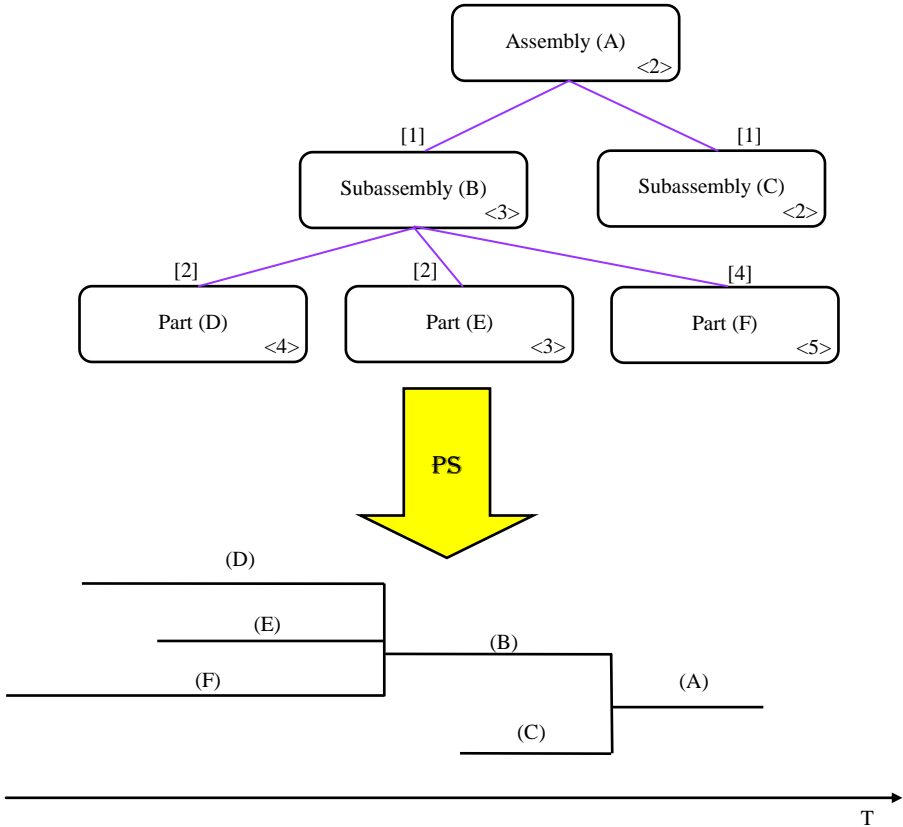 Assembly (A)
<2>
[1]
[1]
Subassembly (B)
<3>
Subassembly (C)
<2>
[2]
[2]
[4]
Part (D)
<4>
Part (E)
<3>
Part (F)
<5>
PS
(D)
(E)
(B)
(F)
(A)
(C)
T